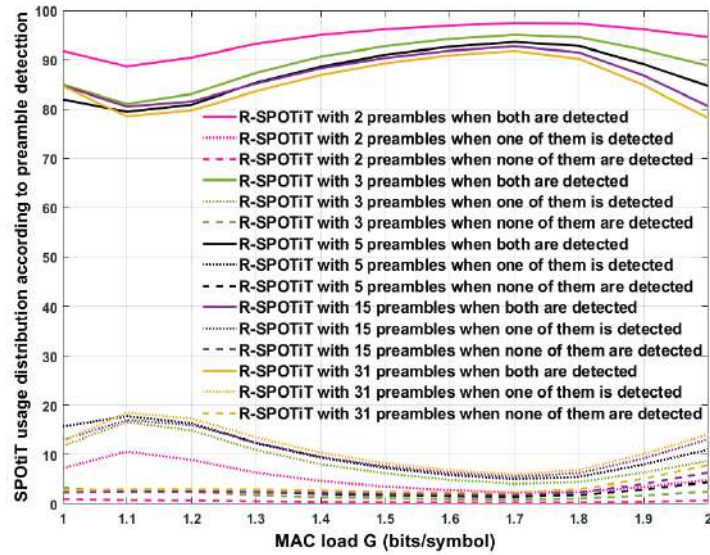 SPOtiT usage distribution according to preamble detection
100
90
80
70
60
50
40
30
20
10
0
R-SPOTiT with 2 preambles when both are detected
R-SPOTiT with 2 preambles when one of them is detected
R-SPOTiT with 2 preambles when none of them are detected
R-SPOTiT with 3 preambles when both are detected
R-SPOTiT with 3 preambles when one of them is detected
R-SPOTiT with 3 preambles when none of them are detected
R-SPOTiT with 5 preambles when both are detected
R-SPOTiT with 5 preambles when one of them is detected
R-SPOTiT with 5 preambles when none of them are detected
R-SPOTiT with 15 preambles when both are detected
R-SPOTiT with 15 preambles when one of them is detected
R-SPOTiT with 15 preambles when none of them are detected
R-SPOTiT with 31 preambles when both are detected
R-SPOTiT with 31 preambles when one of them is detected
R-SPOTiT with 31 preambles when none of them are detected
1 1.1 1.2 1.3 1.4 1.5 1.6 1.7 1.8 1.9 2
MAC load G (bits/symbol)